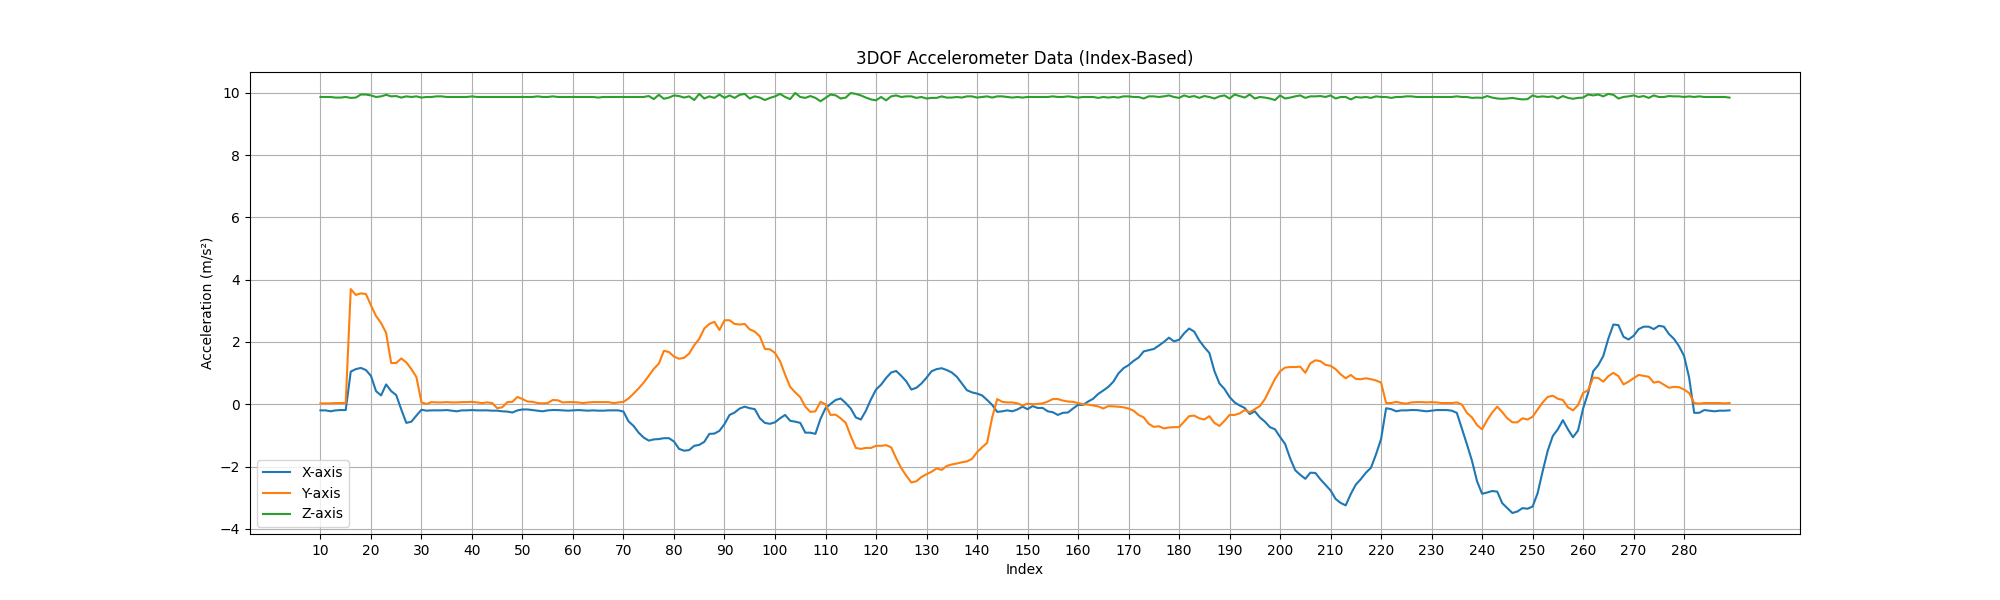 3DOF Accelerometer Data (Index-Based)
Acceleration (m/s²)
10
8
6
4
2
0
−2
−4
X-axis
Y-axis
Z-axis
10 20 30 40 50 60 70 80 90 100 110 120 130 140 150 160 170 180 190 200 210 220 230 240 250 260 270 280
Index